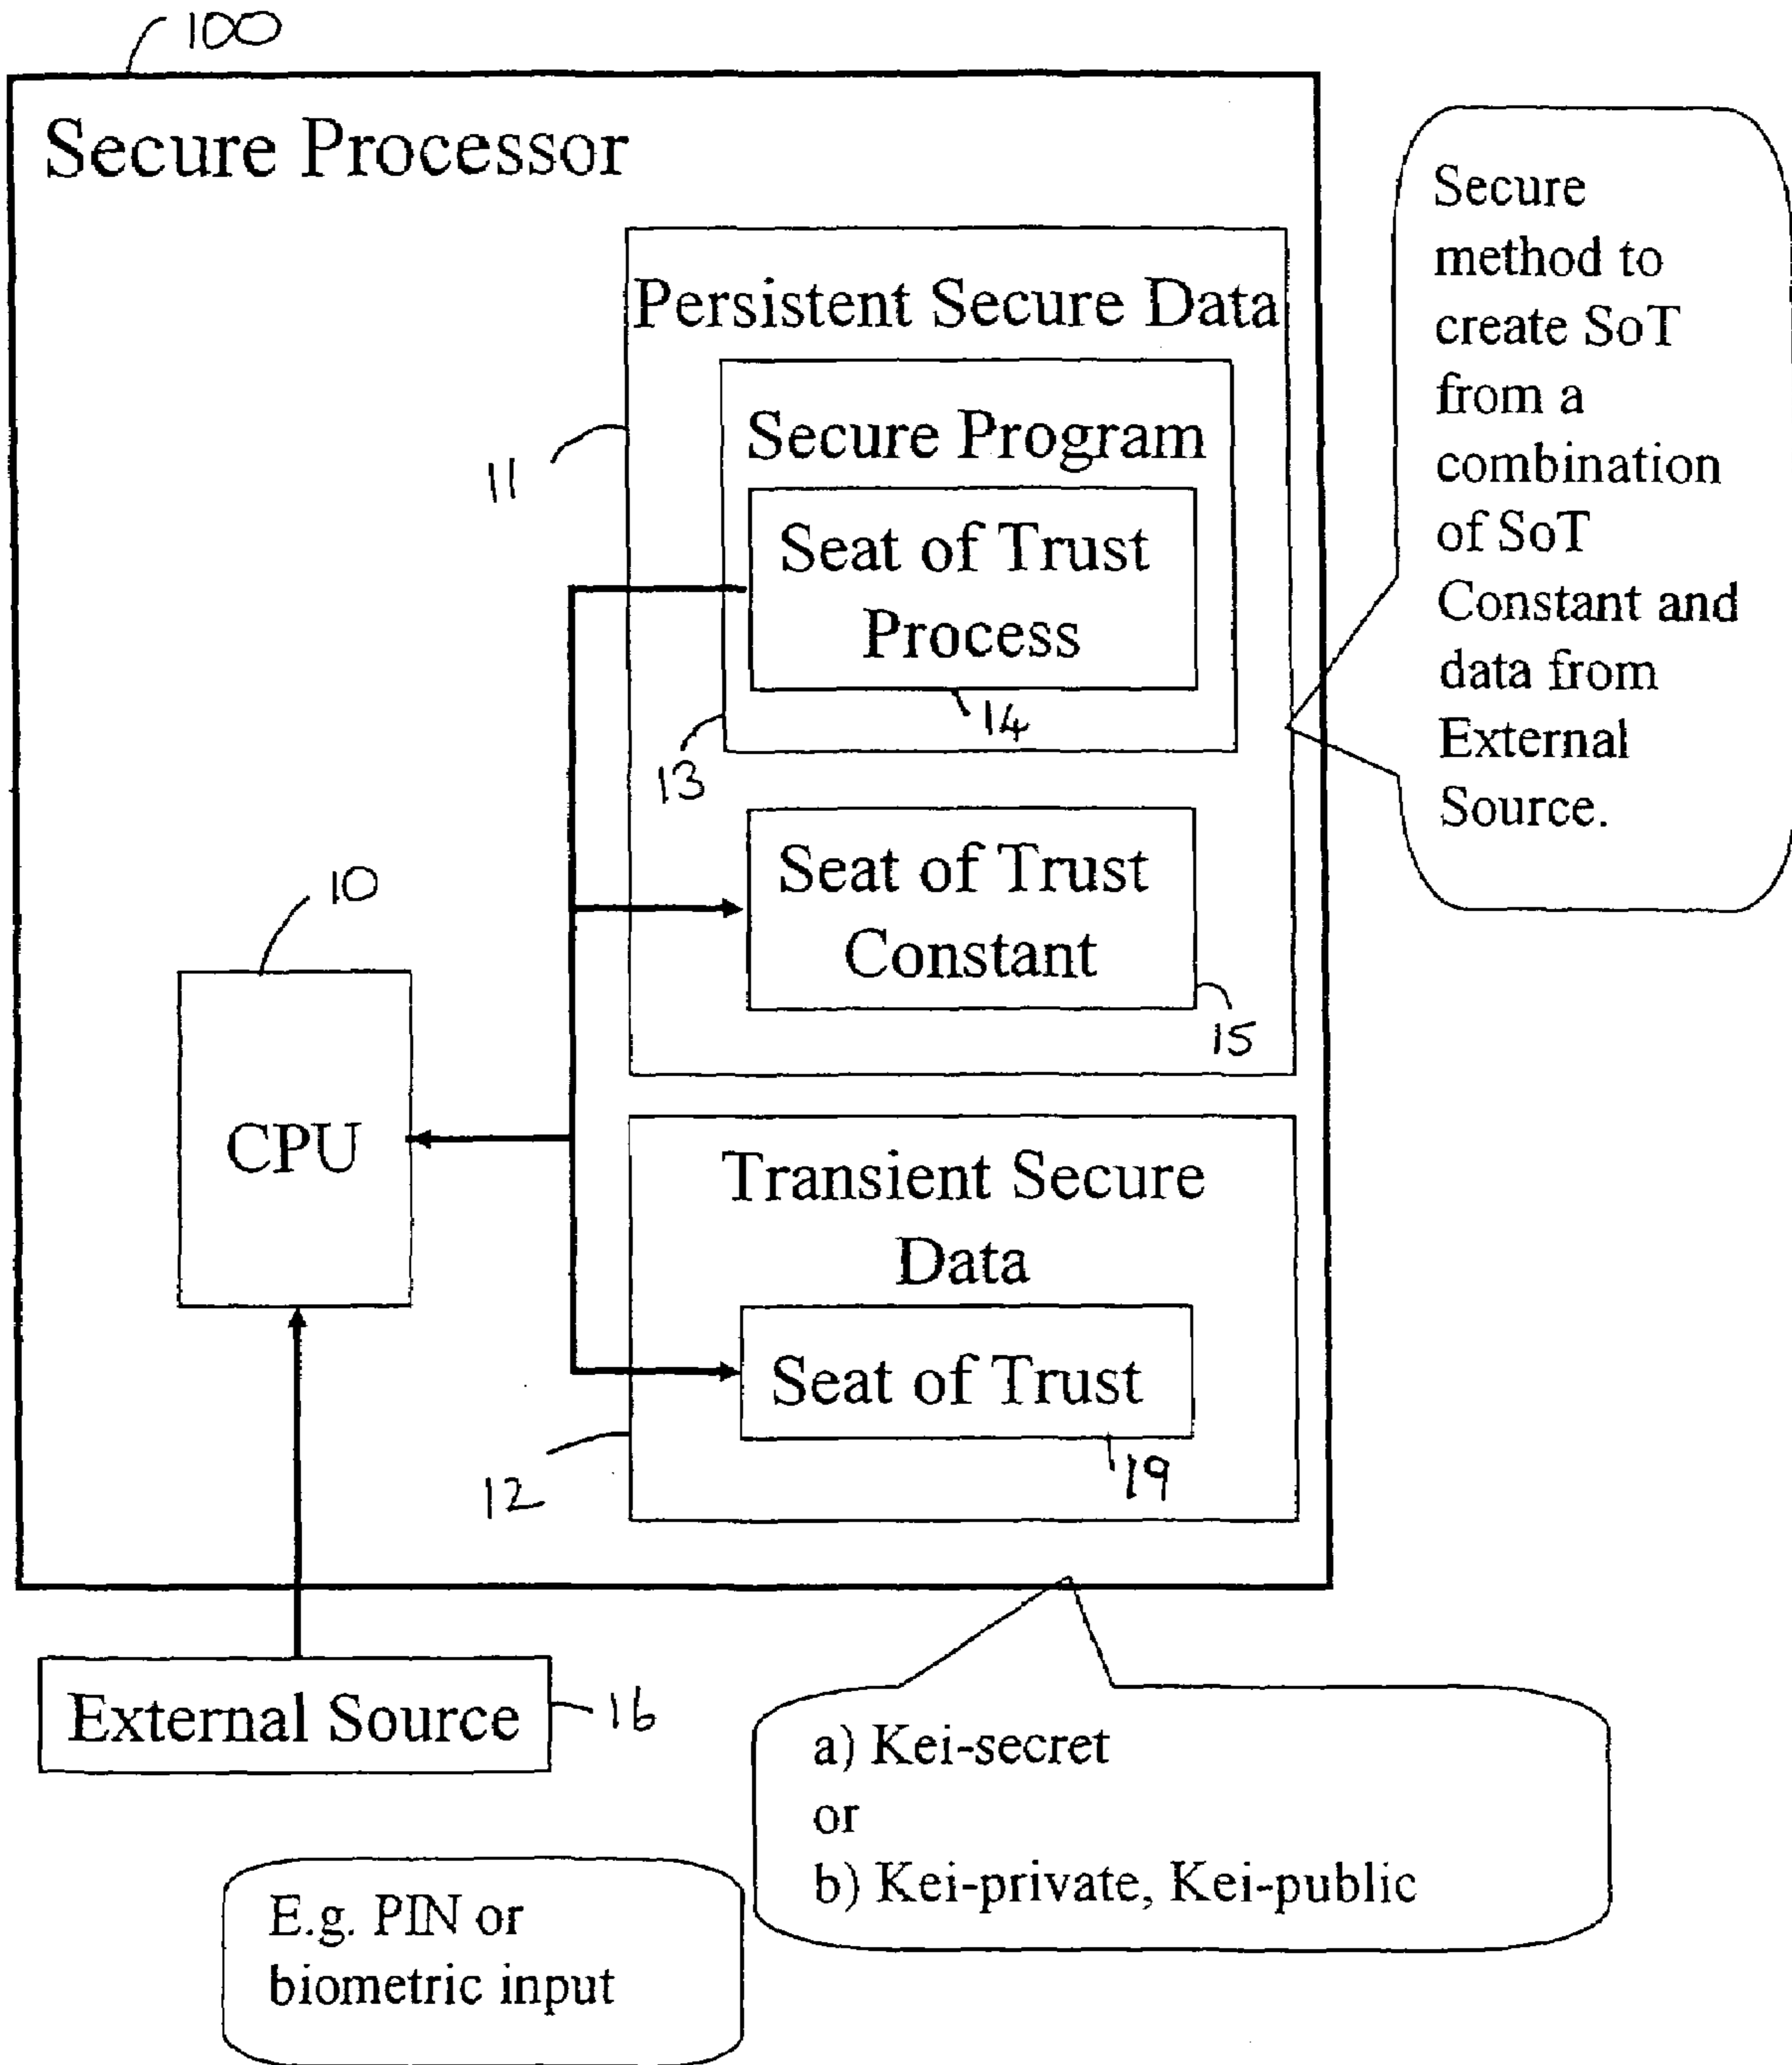 100
Secure Processor
Persistent Secure Data
Secure Program
11
Seat of Trust
Process
14
13
Seat of Trust
Constant
15
10
CPU
Transient Secure
Data
Seat of Trust
12
19
External Source
16
Secure
method to
create SoT
from a
combination
of SoT
Constant and
data from
External
Source.
a) Kei-secret
or
b) Kei-private, Kei-public
E.g. PIN or
biometric input